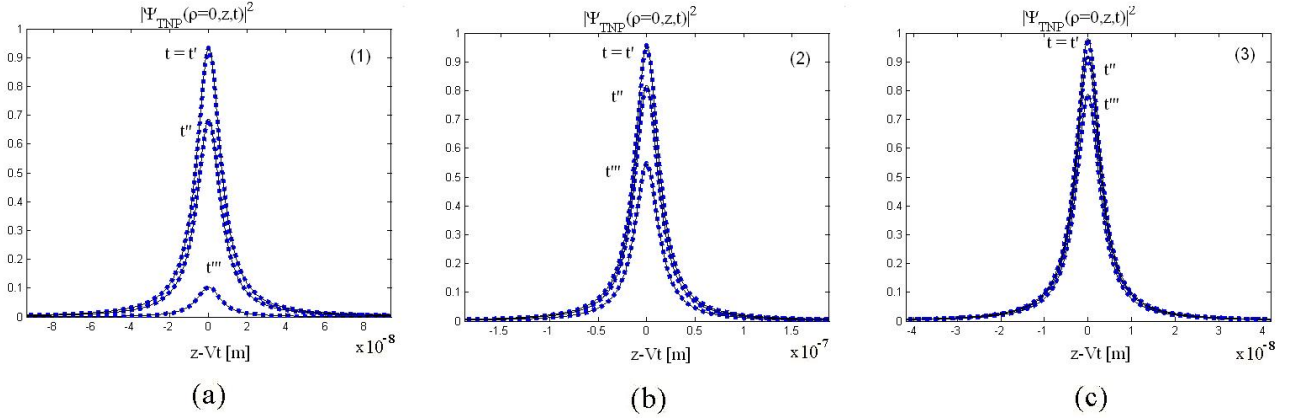 |Ψ_TNP(ρ=0,z,t)|²
(1)
t = t'
t''
t'''
1
0.9
0.8
0.7
0.6
0.5
0.4
0.3
0.2
0.1
0
-8 -6 -4 -2 0 2 4 6 8
x10⁻⁸
z-Vt [m]
(a)
|Ψ_TNP(ρ=0,z,t)|²
(2)
t = t'
t''
t'''
1
0.9
0.8
0.7
0.6
0.5
0.4
0.3
0.2
0.1
0
-1.5 -1 -0.5 0 0.5 1 1.5
x10⁻⁷
z-Vt [m]
(b)
|Ψ_TNP(ρ=0,z,t)|²
(3)
t = t'
t''
t'''
1
0.9
0.8
0.7
0.6
0.5
0.4
0.3
0.2
0.1
0
-4 -3 -2 -1 0 1 2 3 4
x10⁻⁸
z-Vt [m]
(c)